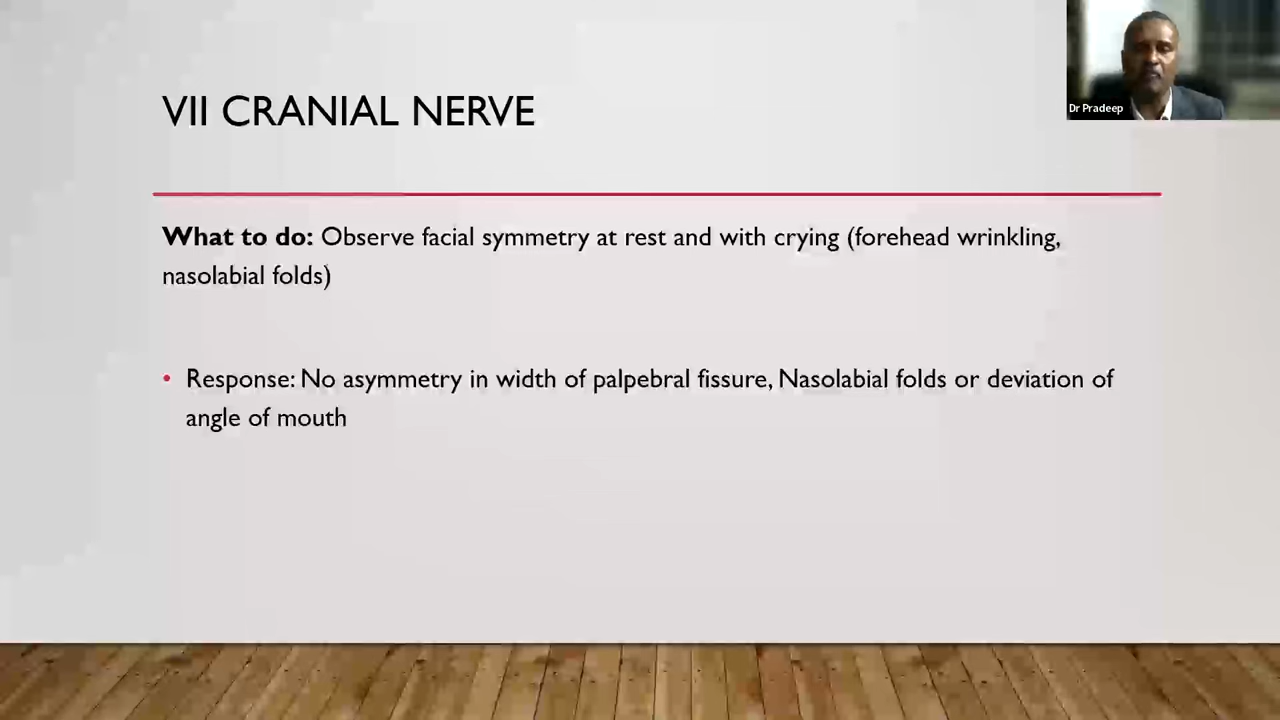 VII CRANIAL NERVE
Dr Pradeep
What to do: Observe facial symmetry at rest and with crying (forehead wrinkling,
nasolabial folds)
• Response: No asymmetry in width of palpebral fissure, Nasolabial folds or deviation of
angle of mouth